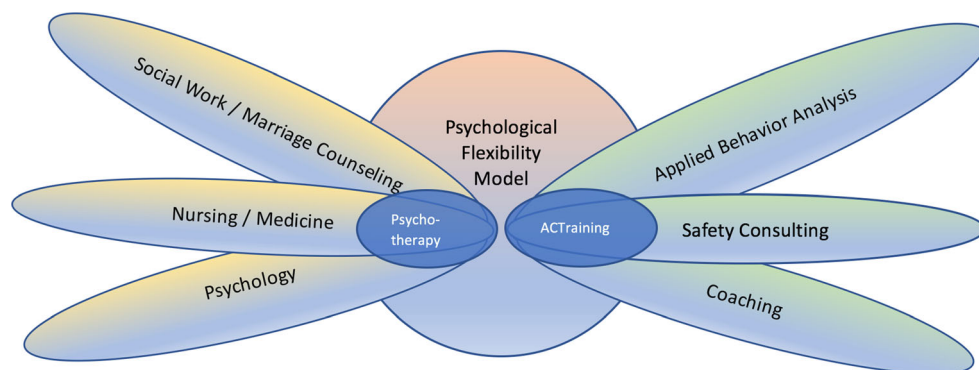 Social Work / Marriage Counseling
Nursing / Medicine
Psychology
Psychological
Flexibility
Model
Psycho-
therapy
ACTraining
Applied Behavior Analysis
Safety Consulting
Coaching